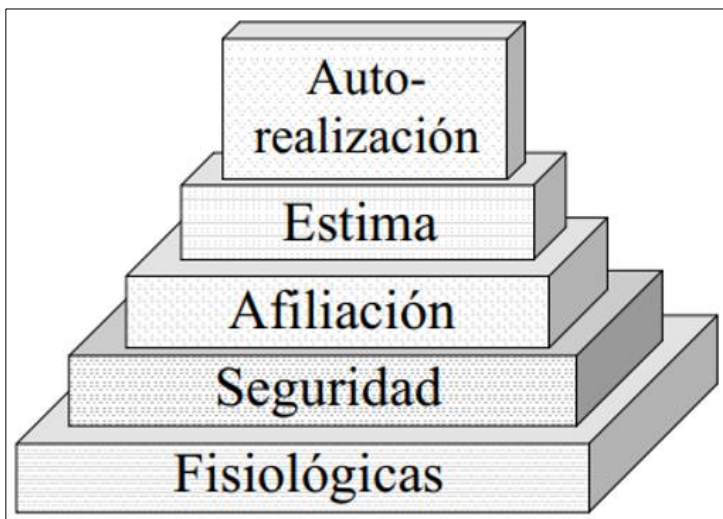 Auto-
realización
Estima
Afiliación
Seguridad
Fisiológicas